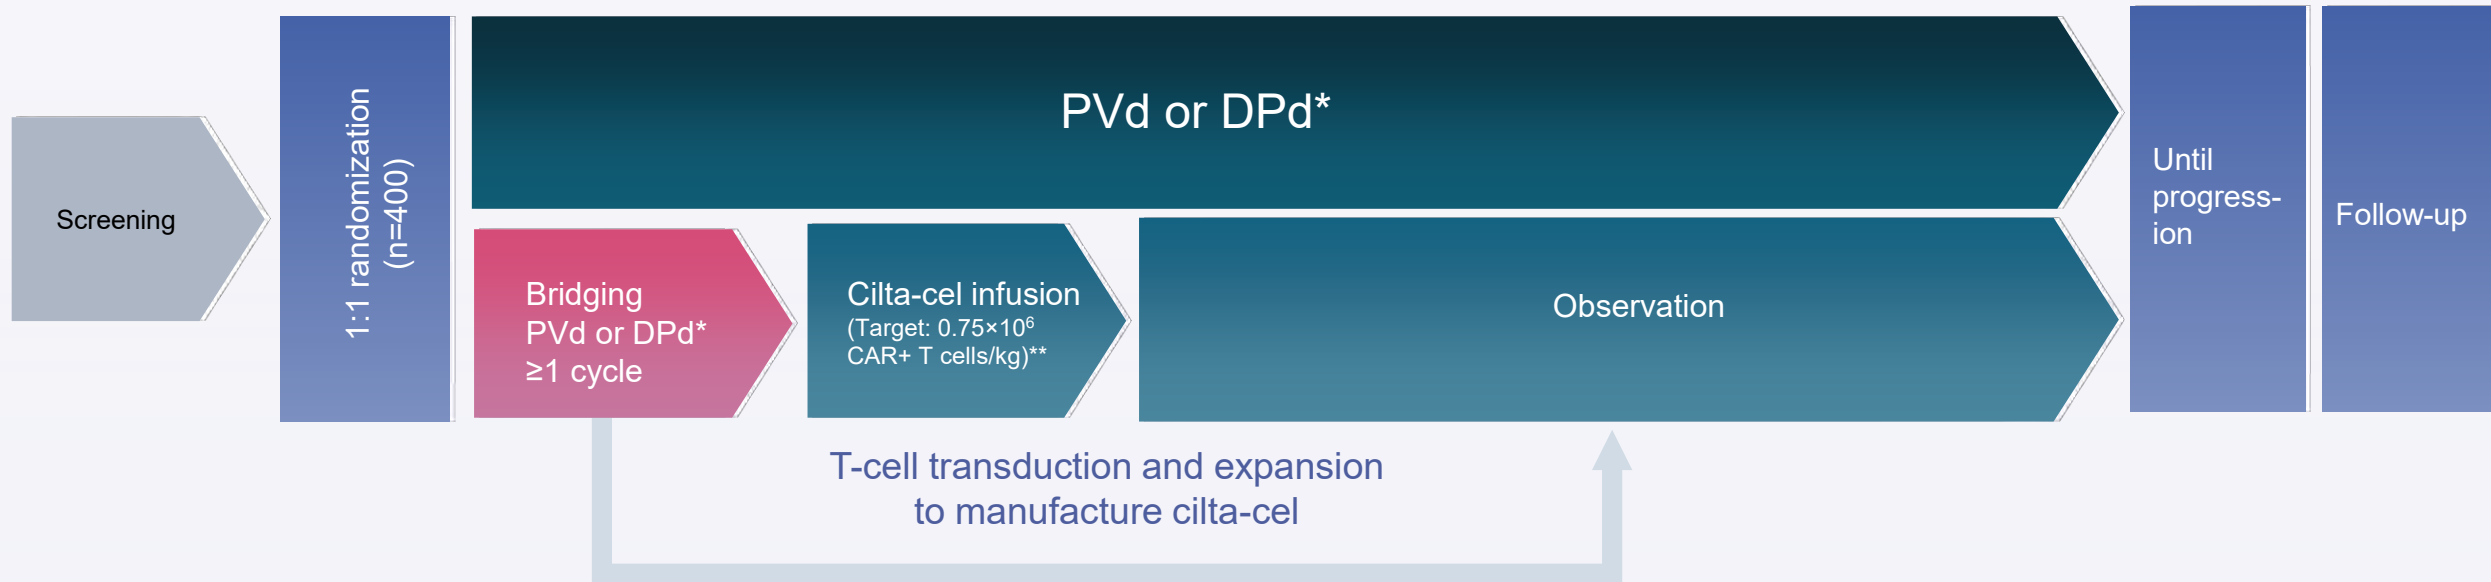 Screening
1:1 randomization
(n=400)
PVd or DPd*
Bridging
PVd or DPd*
≥1 cycle
Cilta-cel infusion
(Target: 0.75×10⁶
CAR+ T cells/kg)**
Observation
Until
progress-
ion
Follow-up
T-cell transduction and expansion
to manufacture cilta-cel